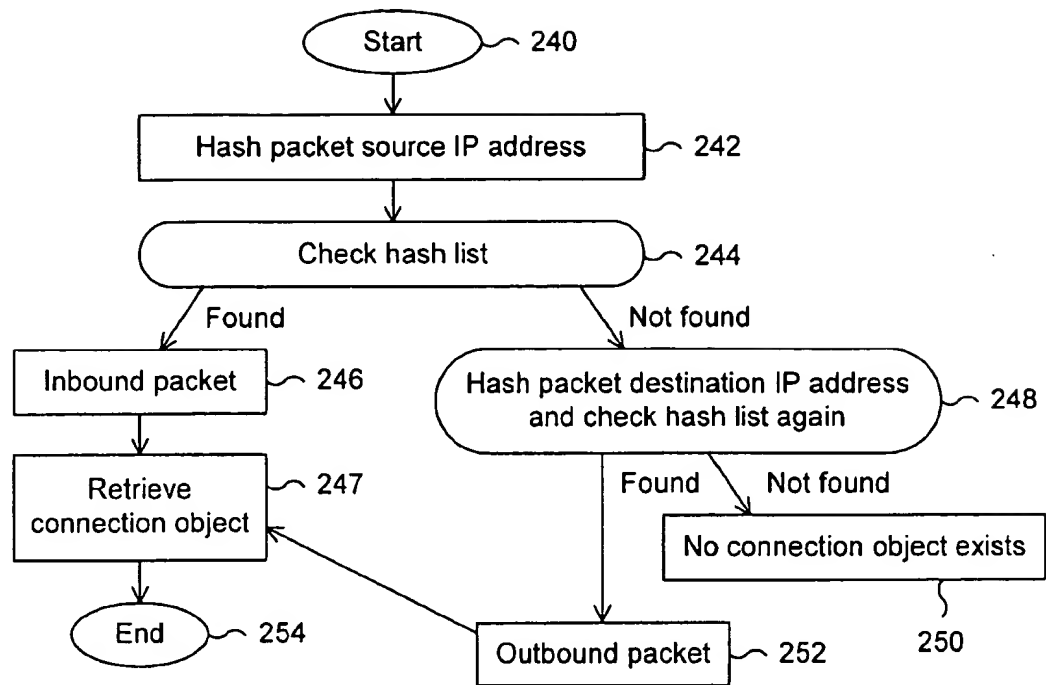 Start
240
Hash packet source IP address
242
Check hash list
244
Found
Not found
Inbound packet
246
Hash packet destination IP address
and check hash list again
248
Retrieve
connection object
247
Found
Not found
No connection object exists
250
End
254
Outbound packet
252